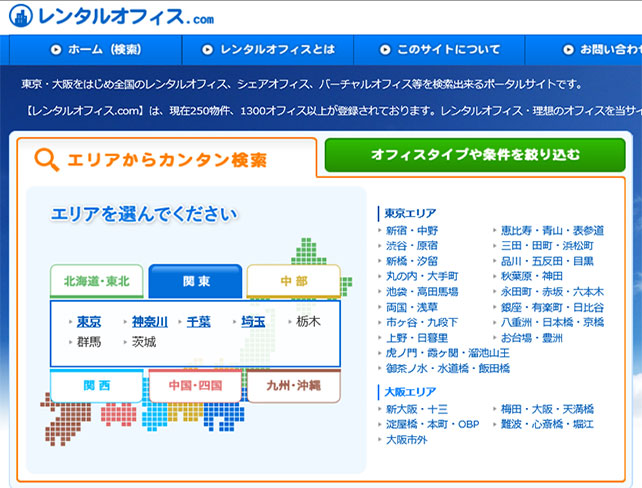 レンタルオフィス.com
ホーム（検索）
レンタルオフィスとは
このサイトについて
お問い合わ
東京・大阪をはじめ全国のレンタルオフィス、シェアオフィス、バーチャルオフィス等を検索出来るポータルサイトです。
【レンタルオフィス.com】は、現在250物件、1300オフィス以上が登録されております。レンタルオフィス・理想のオフィスを当サイ
エリアからカンタン検索
オフィスタイプや条件を絞り込む
エリアを選んでください
北海道・東北
関東
中部
東京 神奈川 千葉 埼玉 栃木
群馬 茨城
関西
中国・四国
九州・沖縄
東京エリア
新宿・中野 恵比寿・青山・表参道
渋谷・原宿 三田・田町・浜松町
新橋・汐留 品川・五反田・目黒
丸の内・大手町 秋葉原・神田
池袋・高田馬場 永田町・赤坂・六本木
両国・浅草 銀座・有楽町・日比谷
市ヶ谷・九段下 八重洲・日本橋・京橋
上野・日暮里 お台場・豊洲
虎ノ門・霞ヶ関・溜池山王
御茶ノ水・水道橋・飯田橋
大阪エリア
新大阪・十三 梅田・大阪・天満橋
淀屋橋・本町・OBP 難波・心斎橋・堀江
大阪市外